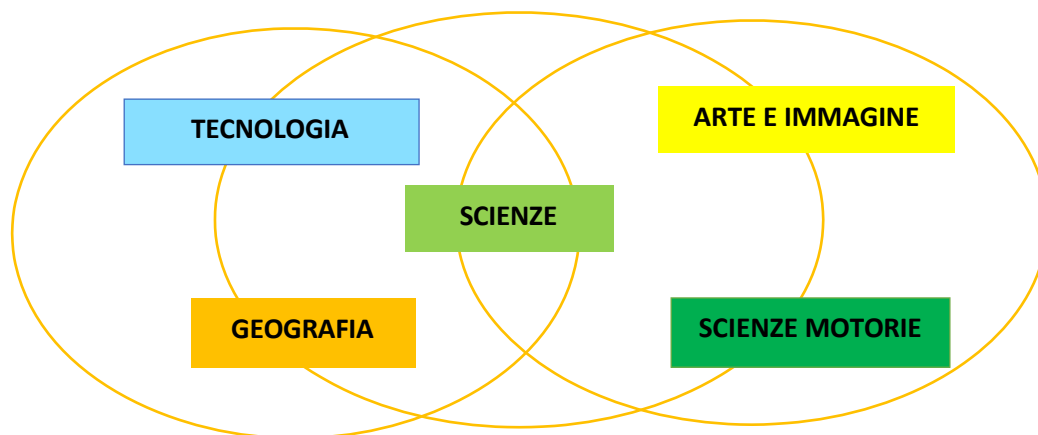 TECNOLOGIA
ARTE E IMMAGINE
SCIENZE
GEOGRAFIA
SCIENZE MOTORIE